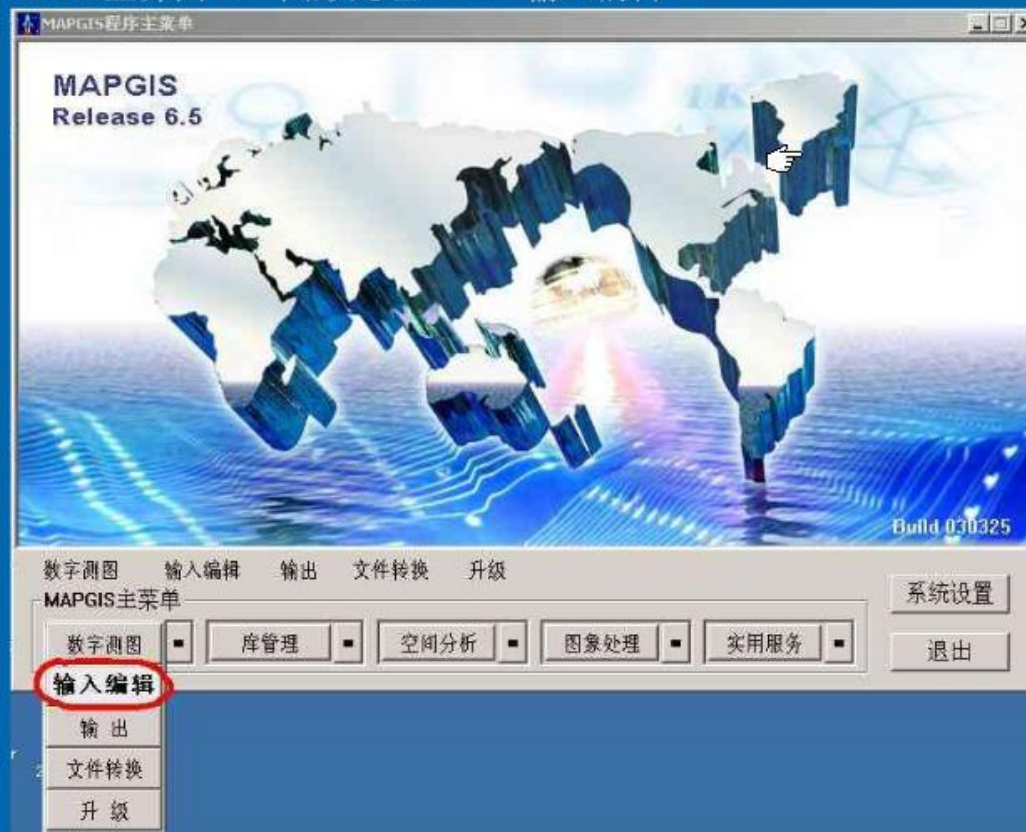 MAPGIS程序主菜单
MAPGIS
Release 6.5
Build 030325
数字测图 输入编辑 输出 文件转换 升级
MAPGIS主菜单
系统设置
数字测图 库管理 空间分析 图象处理 实用服务
退出
输入编辑
输出
文件转换
升级